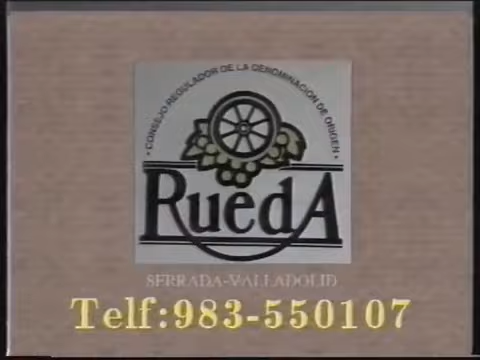 · CONSEJO REGULADOR DE LA DENOMINACION DE ORIGEN ·
RuedA
SERRADA-VALLADOLID
Telf:983-550107